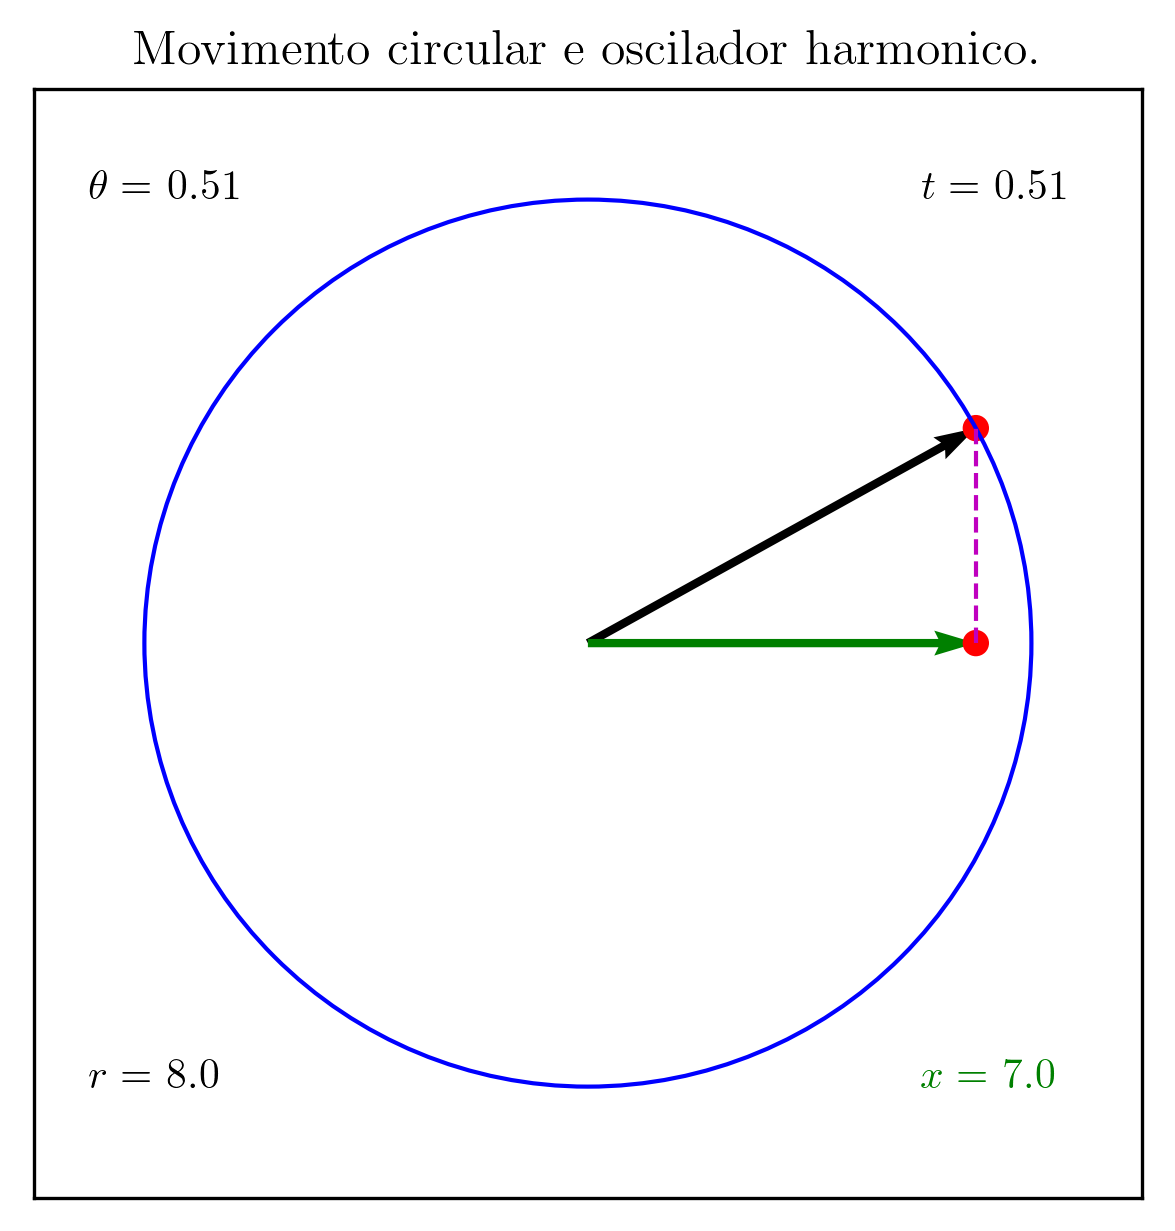 Movimento circular e oscilador harmonico.
θ = 0.51
t = 0.51
r = 8.0
x = 7.0